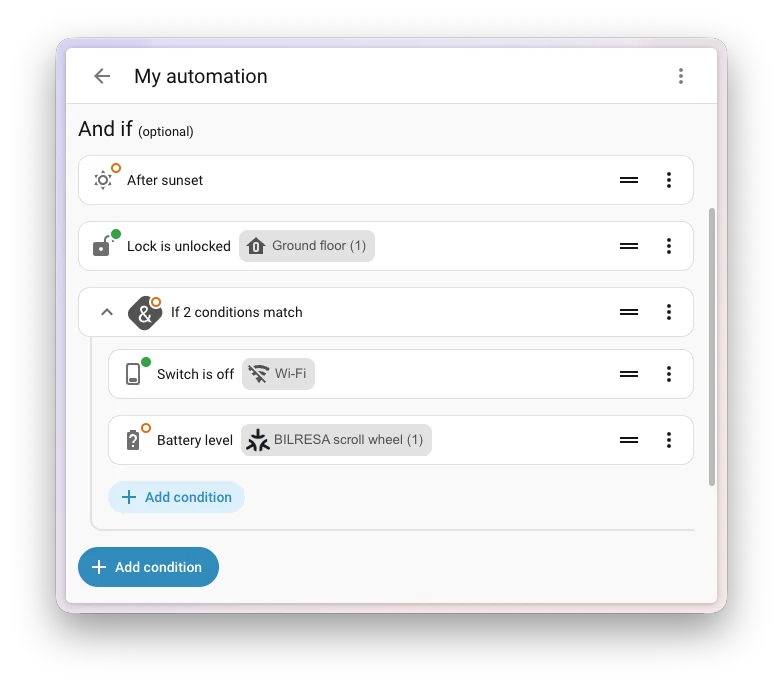 My automation
And if (optional)
After sunset
Lock is unlocked Ground floor (1)
& If 2 conditions match
Switch is off Wi-Fi
Battery level BILRESA scroll wheel (1)
+ Add condition
+ Add condition